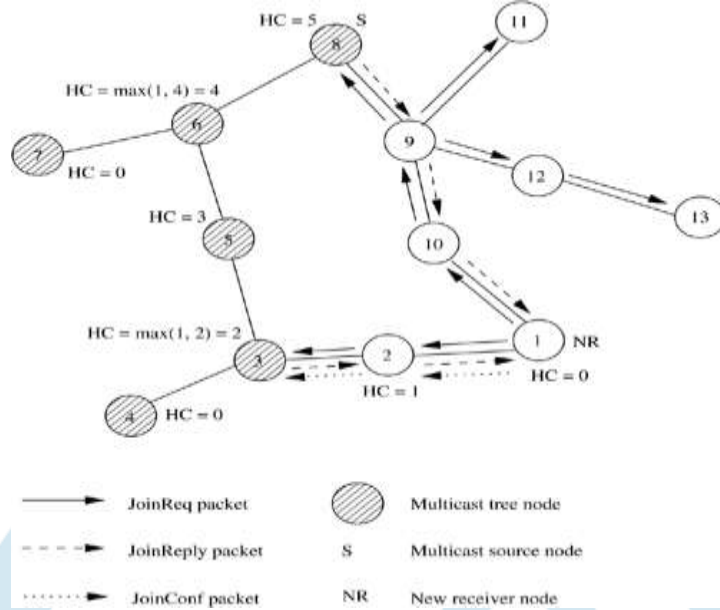 HC = 5 S
11
8
HC = max(1, 4) = 4
6
9
7
HC = 0
12
HC = 3
13
5
10
HC = max(1, 2) = 2
1 NR
3
2
HC = 0
HC = 1
4 HC = 0
JoinReq packet Multicast tree node
JoinReply packet S Multicast source node
JoinConf packet NR New receiver node